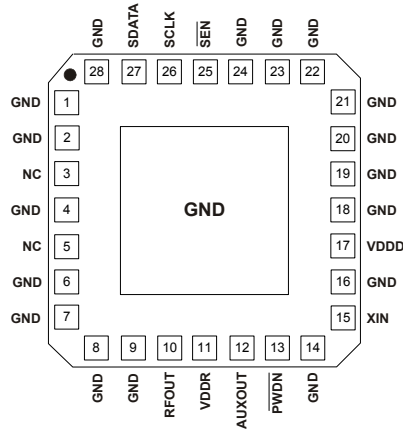 GND SDATA SCLK SEN GND GND GND
28 27 26 25 24 23 22
GND 1 21 GND
GND 2 20 GND
NC 3 19 GND
GND 4 18 GND
GND
NC 5 17 VDDD
GND 6 16 GND
GND 7 15 XIN
8 9 10 11 12 13 14
GND GND RFOUT VDDR AUXOUT PWDN GND